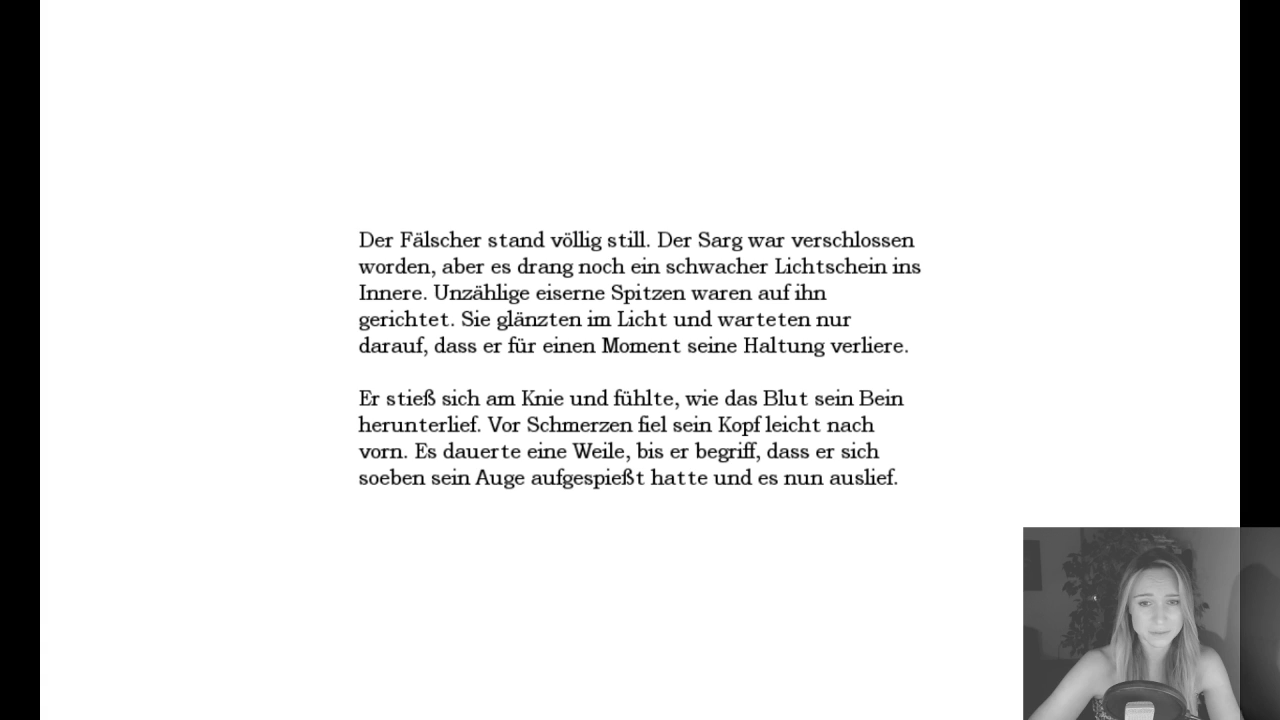 Der Fälscher stand völlig still. Der Sarg war verschlossen
worden, aber es drang noch ein schwacher Lichtschein ins
Innere. Unzählige eiserne Spitzen waren auf ihn
gerichtet. Sie glänzten im Licht und warteten nur
darauf, dass er für einen Moment seine Haltung verliere.
Er stieß sich am Knie und fühlte, wie das Blut sein Bein
herunterlief. Vor Schmerzen fiel sein Kopf leicht nach
vorn. Es dauerte eine Weile, bis er begriff, dass er sich
soeben sein Auge aufgespießt hatte und es nun auslief.